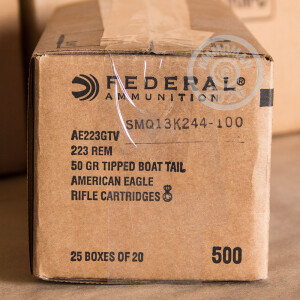 FEDERAL
AMMUNITION
SMQ13K244-100
AE223GTV
223 REM
50 GR TIPPED BOAT TAIL
AMERICAN EAGLE
RIFLE CARTRIDGES
25 BOXES OF 20 500